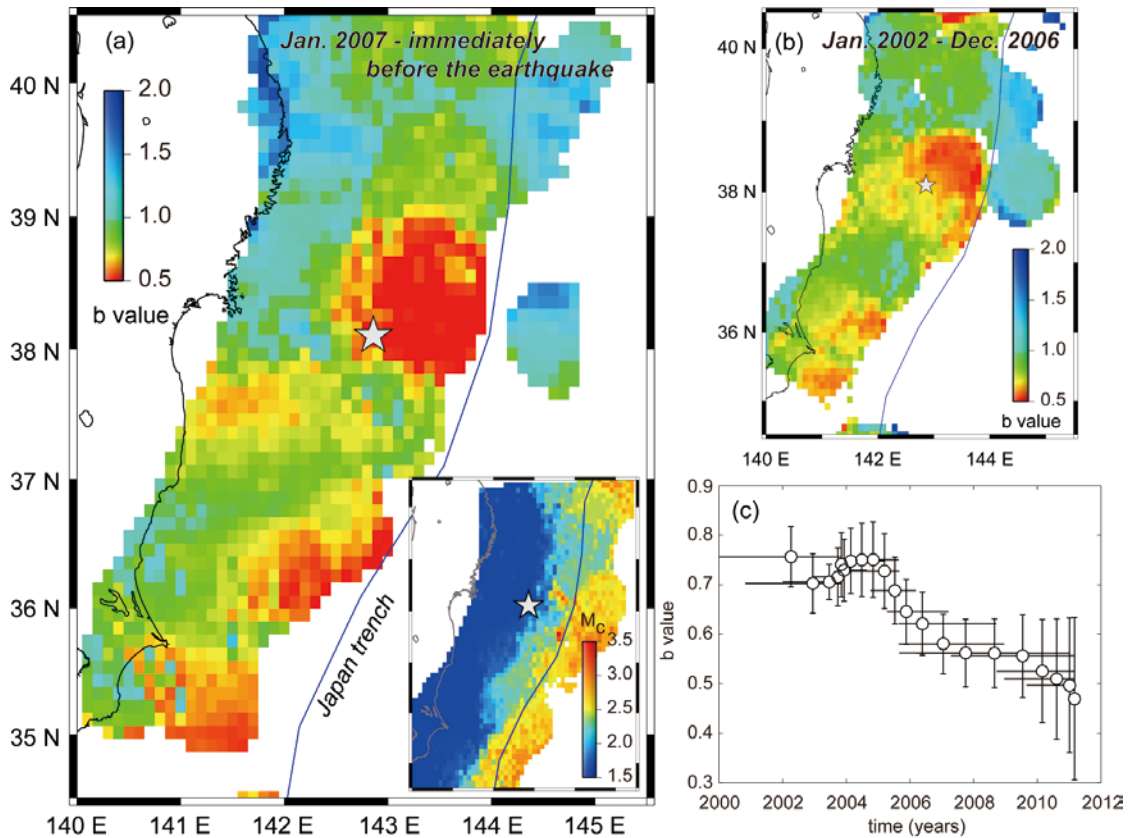 (a)
Jan. 2007 - immediately
before the earthquake
40 N
39 N
38 N
37 N
36 N
35 N
2.0
1.5
1.0
0.5
b value
Japan trench
Mc
3.5
3.0
2.5
2.0
1.5
140 E
141 E
142 E
143 E
144 E
145 E
(b)
Jan. 2002 - Dec. 2006
40 N
38 N
36 N
2.0
1.5
1.0
0.5
b value
140 E
142 E
144 E
(c)
0.9
0.8
0.7
0.6
0.5
0.4
0.3
b value
2000
2002
2004
2006
2008
2010
2012
time (years)